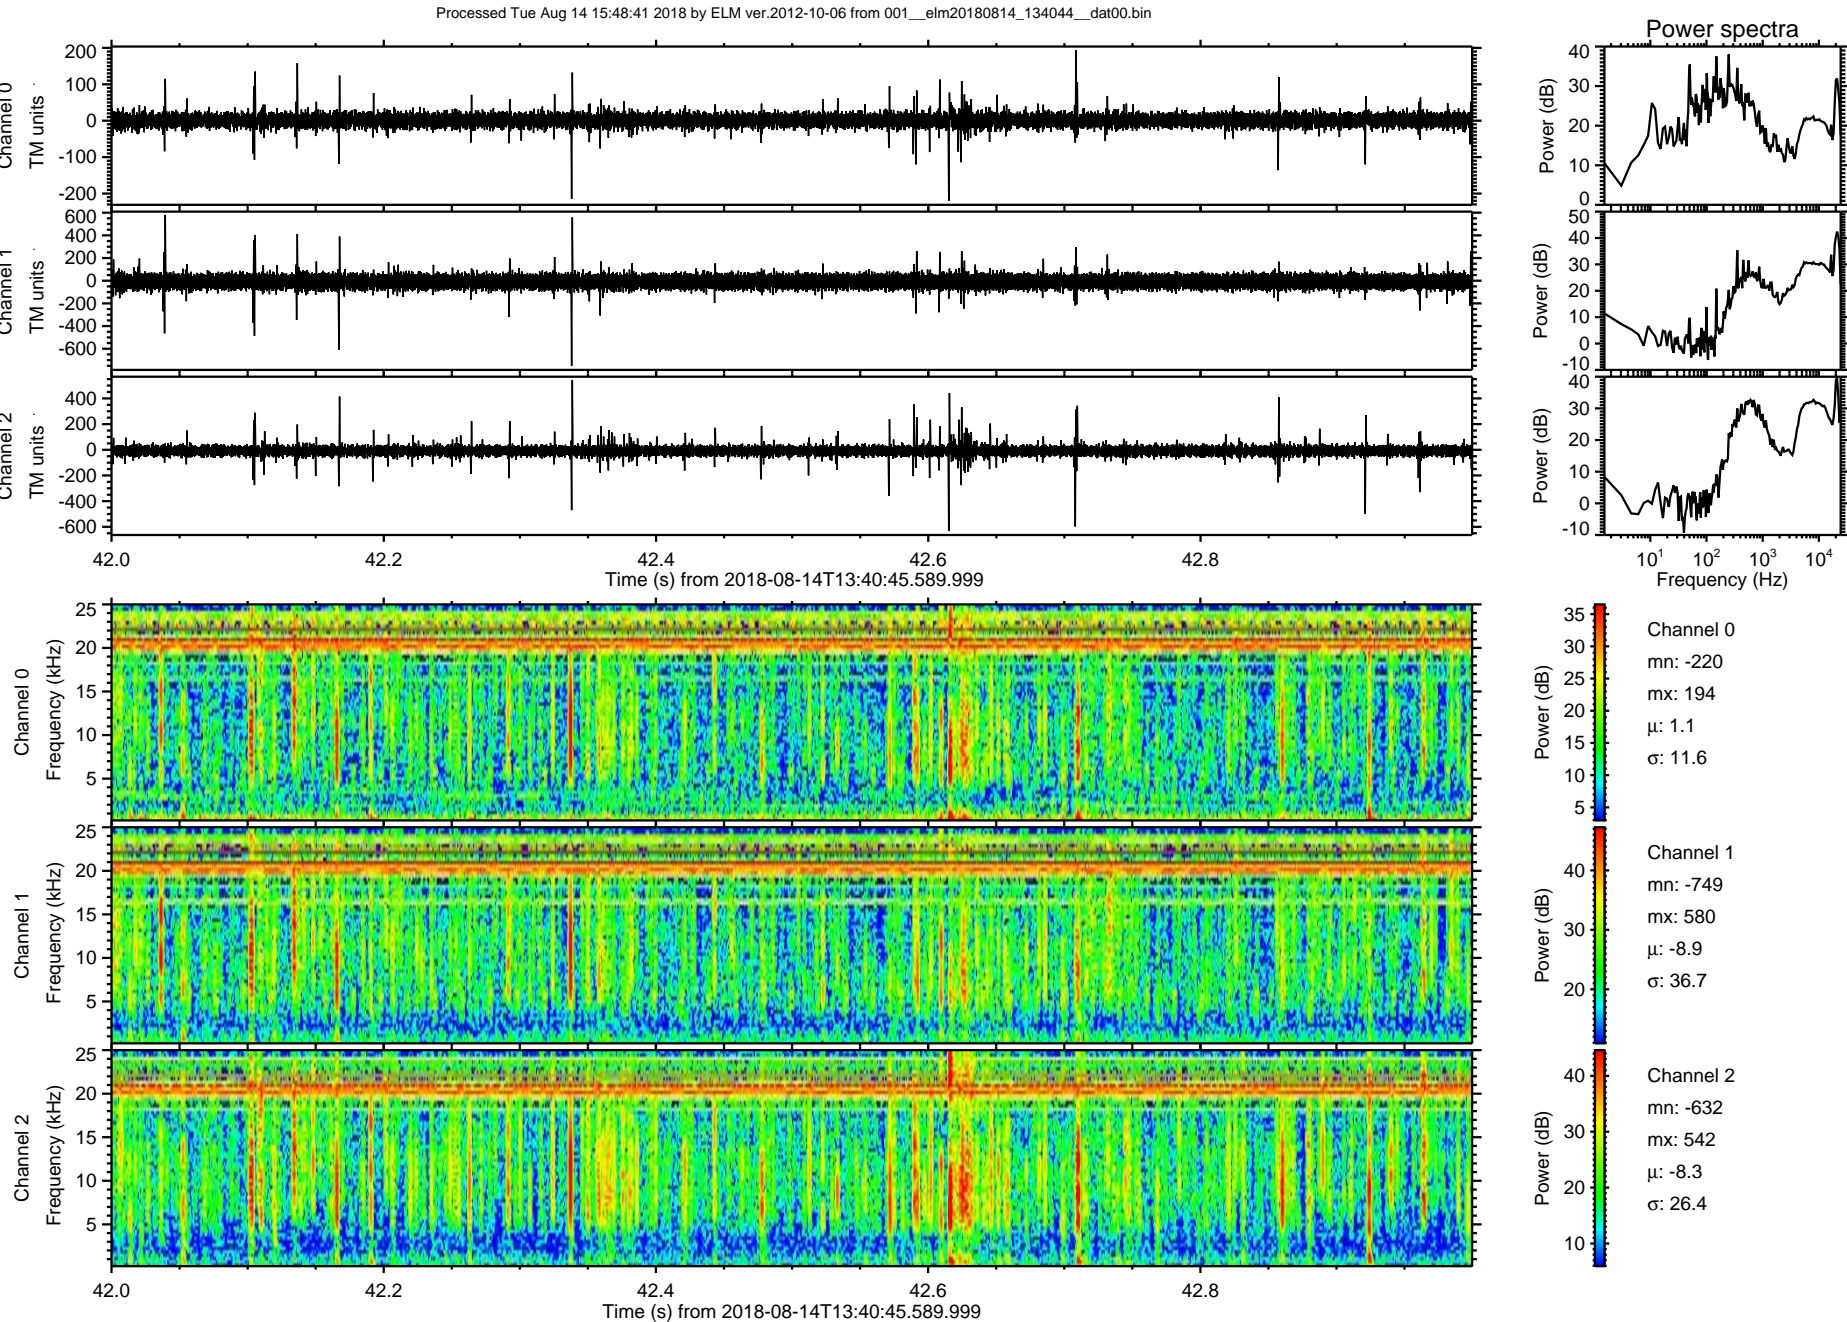 Processed Tue Aug 14 15:48:41 2018 by ELM ver.2012-10-06 from 001__elm20180814_134044__dat00.bin
Power spectra
Channel 0
TM units
200
100
0
-100
-200
Power (dB)
40
30
20
10
0
Channel 1
TM units
600
400
200
0
-200
-400
-600
Power (dB)
50
40
30
20
10
0
-10
Channel 2
TM units
400
200
0
-200
-400
-600
Power (dB)
40
30
20
10
0
-10
42.0 42.2 42.4 42.6 42.8
Time (s) from 2018-08-14T13:40:45.589.999
10¹ 10² 10³ 10⁴
Frequency (Hz)
Channel 0
Frequency (kHz)
25
20
15
10
5
Power (dB)
35
30
25
20
15
10
5
Channel 0
mn: -220
mx: 194
μ: 1.1
σ: 11.6
Channel 1
Frequency (kHz)
25
20
15
10
5
Power (dB)
40
30
20
Channel 1
mn: -749
mx: 580
μ: -8.9
σ: 36.7
Channel 2
Frequency (kHz)
25
20
15
10
5
Power (dB)
40
30
20
10
Channel 2
mn: -632
mx: 542
μ: -8.3
σ: 26.4
42.0 42.2 42.4 42.6 42.8
Time (s) from 2018-08-14T13:40:45.589.999